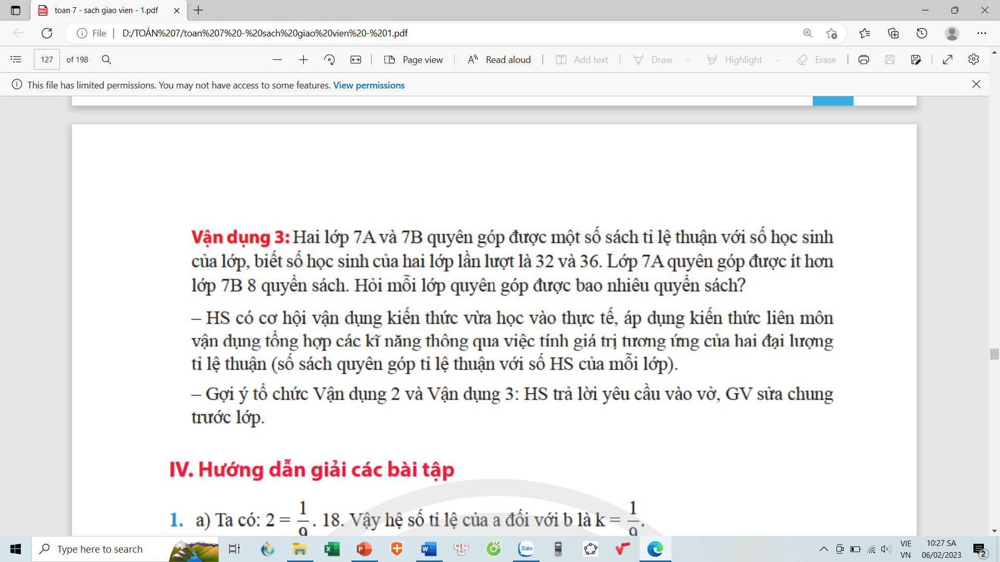 toan 7 - sach giao vien - 1.pdf
File
D:/TOÁN%207/toan%207%20-%20sach%20giao%20vien%20-%201.pdf
127 of 198
Page view
Read aloud
Add text
Draw
Highlight
Erase
This file has limited permissions. You may not have access to some features. View permissions
Vận dụng 3: Hai lớp 7A và 7B quyên góp được một số sách tỉ lệ thuận với số học sinh
của lớp, biết số học sinh của hai lớp lần lượt là 32 và 36. Lớp 7A quyên góp được ít hơn
lớp 7B 8 quyển sách. Hỏi mỗi lớp quyên góp được bao nhiêu quyển sách?
– HS có cơ hội vận dụng kiến thức vừa học vào thực tế, áp dụng kiến thức liên môn
vận dụng tổng hợp các kĩ năng thông qua việc tính giá trị tương ứng của hai đại lượng
tỉ lệ thuận (số sách quyên góp tỉ lệ thuận với số HS của mỗi lớp).
– Gợi ý tổ chức Vận dụng 2 và Vận dụng 3: HS trả lời yêu cầu vào vở, GV sửa chung
trước lớp.
IV. Hướng dẫn giải các bài tập
1. a) Ta có: 2 = 1/9 . 18. Vậy hệ số tỉ lệ của a đối với b là k = 1/9.
Type here to search
Zalo
VIE
VN
10:27 SA
06/02/2023
2